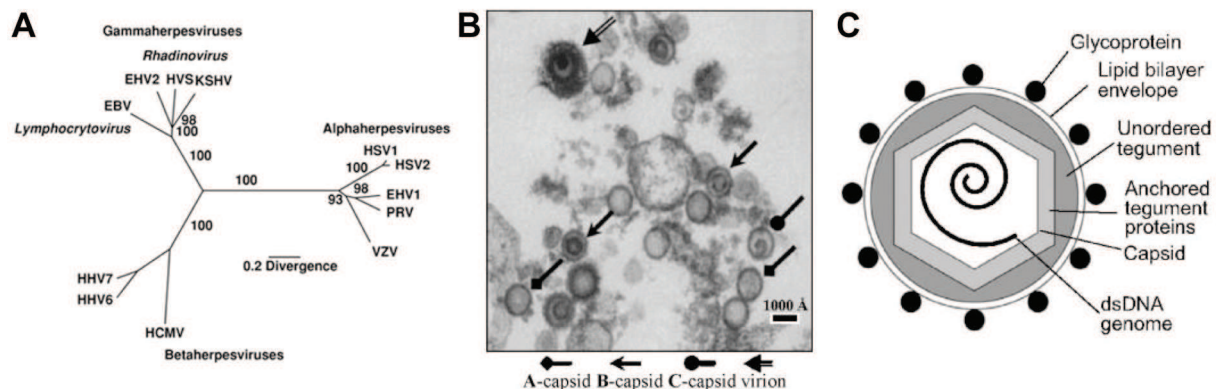 A
Gammaherpesviruses
Rhadinovirus
EHV2 HVS KSHV
EBV
98
100
Lymphocytovirus
100
Alphaherpesviruses
HSV1
100
HSV2
100
98
EHV1
93
PRV
VZV
100
0.2 Divergence
HHV7
HHV6
HCMV
Betaherpesviruses
B
1000 Å
A-capsid B-capsid C-capsid virion
C
Glycoprotein
Lipid bilayer
envelope
Unordered
tegument
Anchored
tegument
proteins
Capsid
dsDNA
genome